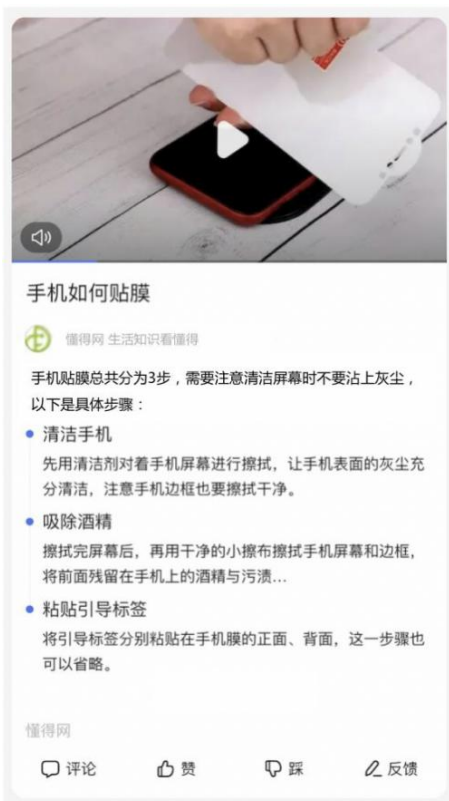 手机如何贴膜
懂得网 生活知识看懂得
手机贴膜总共分为3步，需要注意清洁屏幕时不要沾上灰尘，
以下是具体步骤：
清洁手机
先用清洁剂对着手机屏幕进行擦拭，让手机表面的灰尘充
分清洁，注意手机边框也要擦拭干净。
吸除酒精
擦拭完屏幕后，再用干净的小擦布擦拭手机屏幕和边框，
将前面残留在手机上的酒精与污渍...
粘贴引导标签
将引导标签分别粘贴在手机膜的正面、背面，这一步骤也
可以省略。
懂得网
评论 赞 踩 反馈